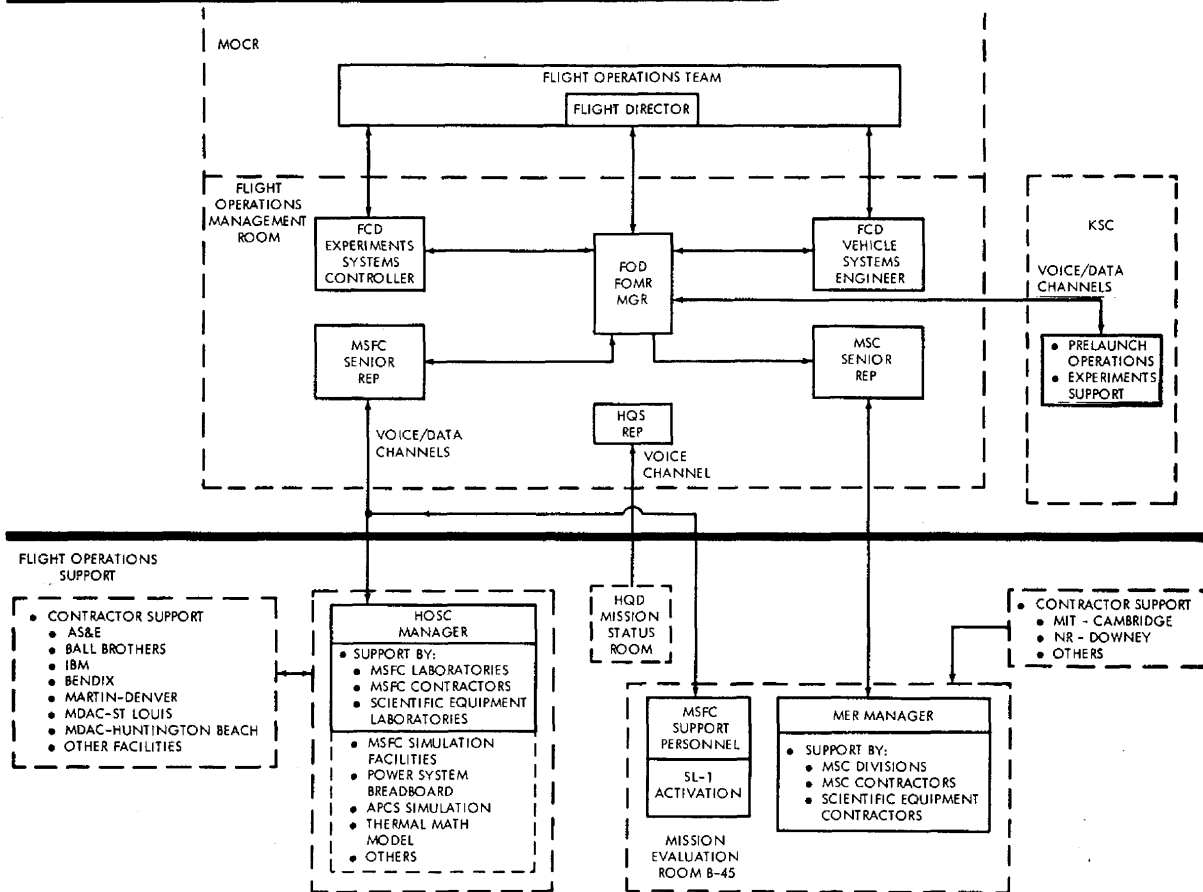 MOCR
FLIGHT OPERATIONS TEAM
FLIGHT DIRECTOR
FLIGHT
OPERATIONS
MANAGEMENT
ROOM
FCD
EXPERIMENTS
SYSTEMS
CONTROLLER
FOD
FOMR
MGR
FCD
VEHICLE
SYSTEMS
ENGINEER
KSC
VOICE/DATA
CHANNELS
• PRELAUNCH
OPERATIONS
• EXPERIMENTS
SUPPORT
MSFC
SENIOR
REP
MSC
SENIOR
REP
HQS
REP
VOICE/DATA
CHANNELS
VOICE
CHANNEL
FLIGHT OPERATIONS
SUPPORT
• CONTRACTOR SUPPORT
• AS&E
• BALL BROTHERS
• IBM
• BENDIX
• MARTIN-DENVER
• MDAC-ST LOUIS
• MDAC-HUNTINGTON BEACH
• OTHER FACILITIES
HOSC
MANAGER
• SUPPORT BY:
• MSFC LABORATORIES
• MSFC CONTRACTORS
• SCIENTIFIC EQUIPMENT
LABORATORIES
• MSFC SIMULATION
FACILITIES
• POWER SYSTEM
BREADBOARD
• APCS SIMULATION
• THERMAL MATH
MODEL
• OTHERS
HQD
MISSION
STATUS
ROOM
• CONTRACTOR SUPPORT
• MIT - CAMBRIDGE
• NR - DOWNEY
• OTHERS
MSFC
SUPPORT
PERSONNEL
SL-1
ACTIVATION
MER MANAGER
• SUPPORT BY:
• MSC DIVISIONS
• MSC CONTRACTORS
• SCIENTIFIC EQUIPMENT
CONTRACTORS
MISSION
EVALUATION
ROOM B-45